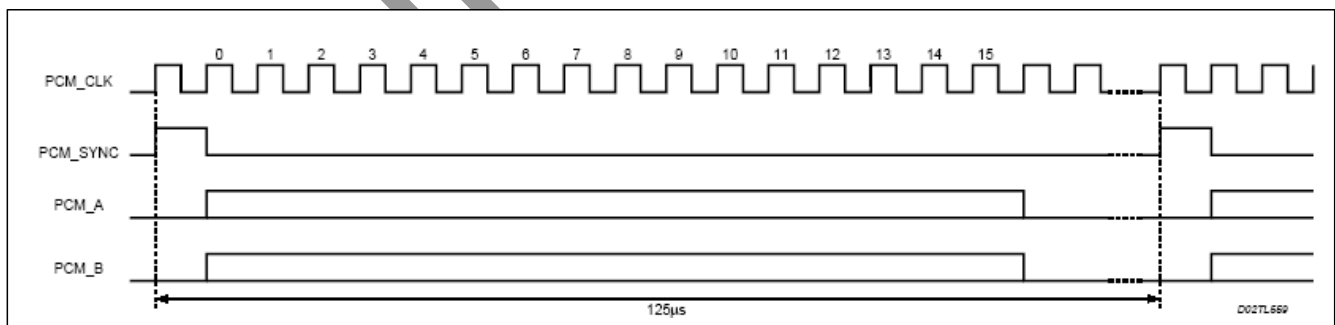 0 1 2 3 4 5 6 7 8 9 10 11 12 13 14 15
PCM_CLK
PCM_SYNC
PCM_A
PCM_B
125µs
D02TL559